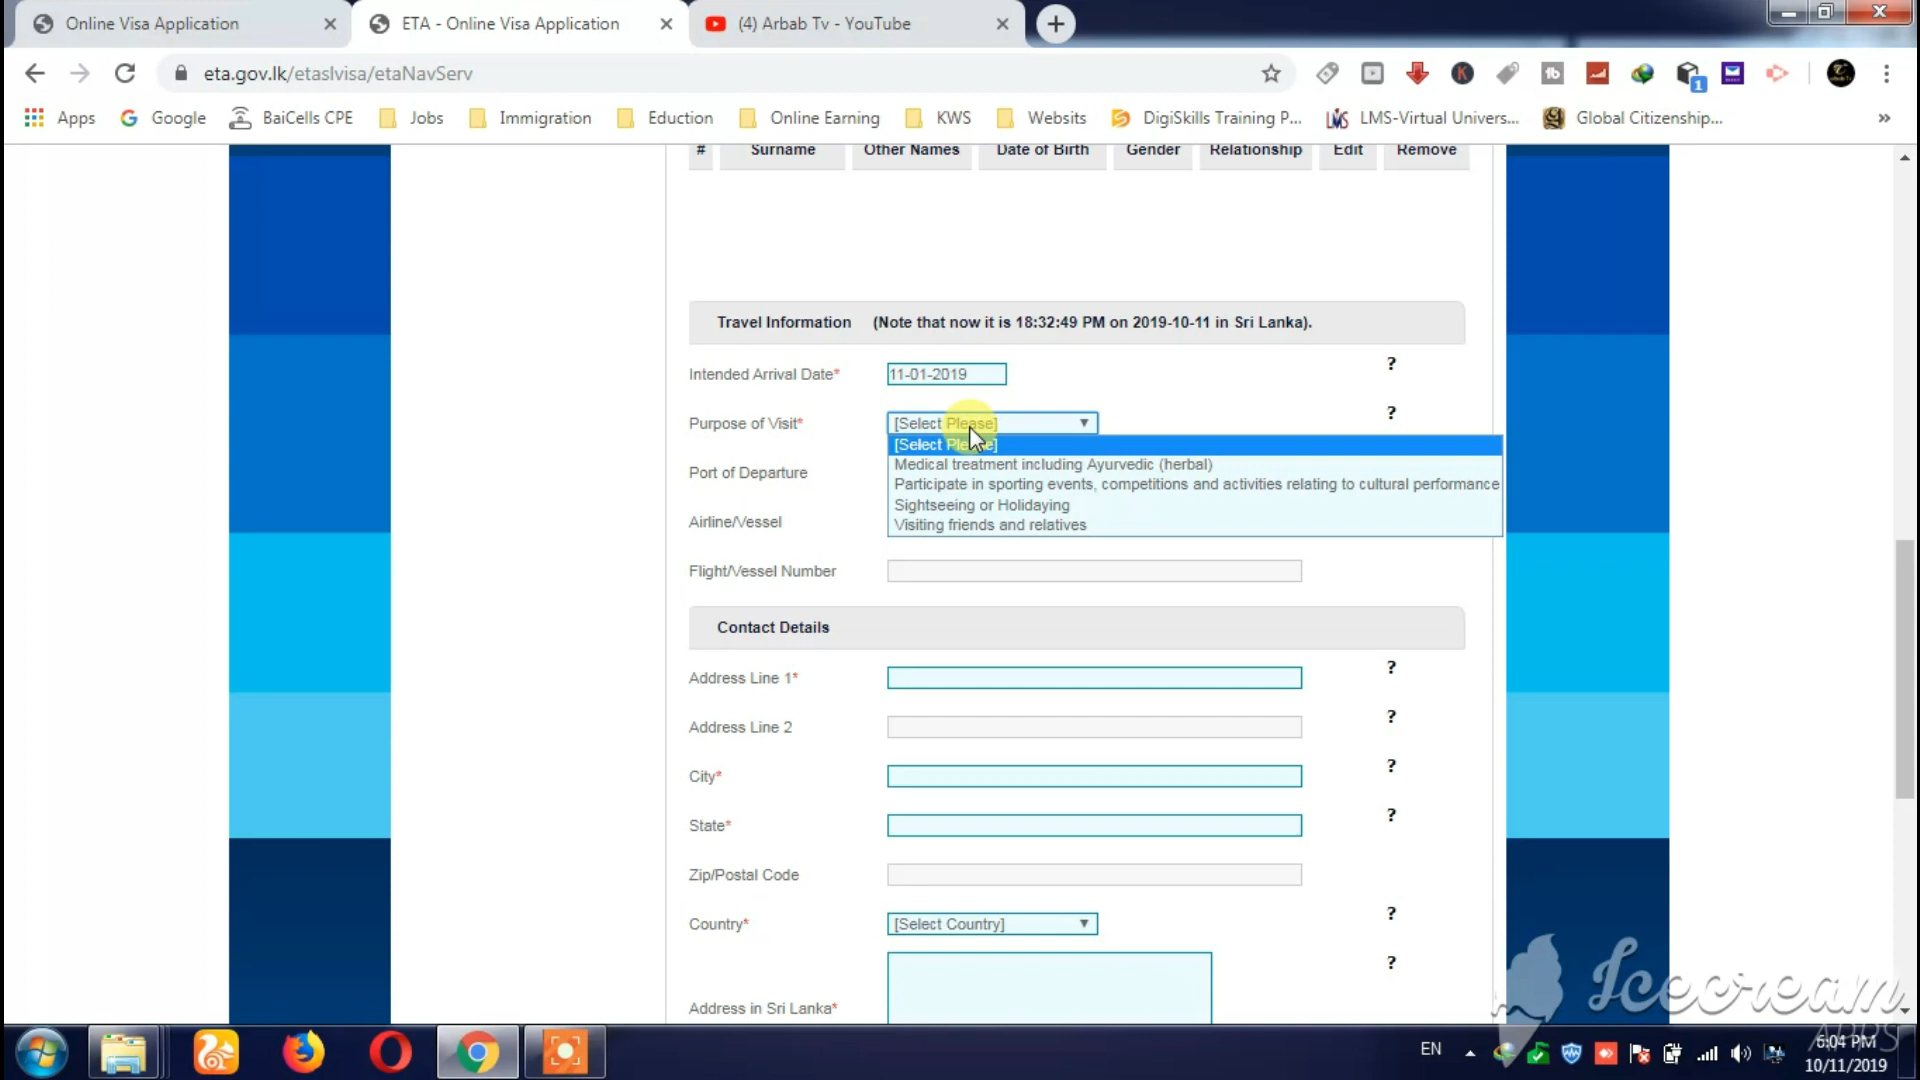 Online Visa Application
ETA - Online Visa Application
(4) Arbab Tv - YouTube
eta.gov.lk/etaslvisa/etaNavServ
Apps
Google
BaiCells CPE
Jobs
Immigration
Eduction
Online Earning
KWS
Websits
DigiSkills Training P...
LMS-Virtual Univers...
Global Citizenship...
»
# Surname Other Names Date of Birth Gender Relationship Edit Remove
Travel Information (Note that now it is 18:32:49 PM on 2019-10-11 in Sri Lanka).
Intended Arrival Date* 11-01-2019 ?
Purpose of Visit* [Select Please] ?
[Select Please]
Medical treatment including Ayurvedic (herbal)
Port of Departure
Participate in sporting events, competitions and activities relating to cultural performance
Sightseeing or Holidaying
Airline/Vessel
Visiting friends and relatives
Flight/Vessel Number
Contact Details
Address Line 1* ?
Address Line 2 ?
City* ?
State* ?
Zip/Postal Code
Country* [Select Country] ?
?
Address in Sri Lanka*
Icecream
APPS
EN
6:04 PM
10/11/2019